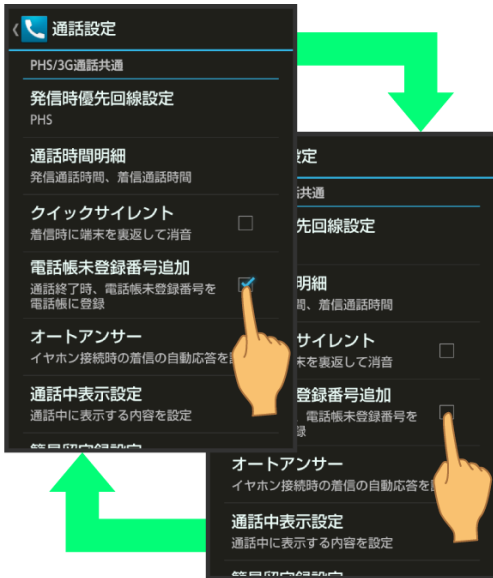 通話設定
PHS/3G通話共通
発信時優先回線設定
PHS
通話時間明細
発信通話時間、着信通話時間
クイックサイレント
着信時に端末を裏返して消音
電話帳未登録番号追加
通話終了時、電話帳未登録番号を
電話帳に登録
オートアンサー
イヤホン接続時の着信の自動応答を
通話中表示設定
通話中に表示する内容を設定
定
共通
先回線設定
明細
間、着信通話時間
サイレント
末を裏返して消音
登録番号追加
、電話帳未登録番号を
録
オートアンサー
イヤホン接続時の着信の自動応答を
通話中表示設定
通話中に表示する内容を設定